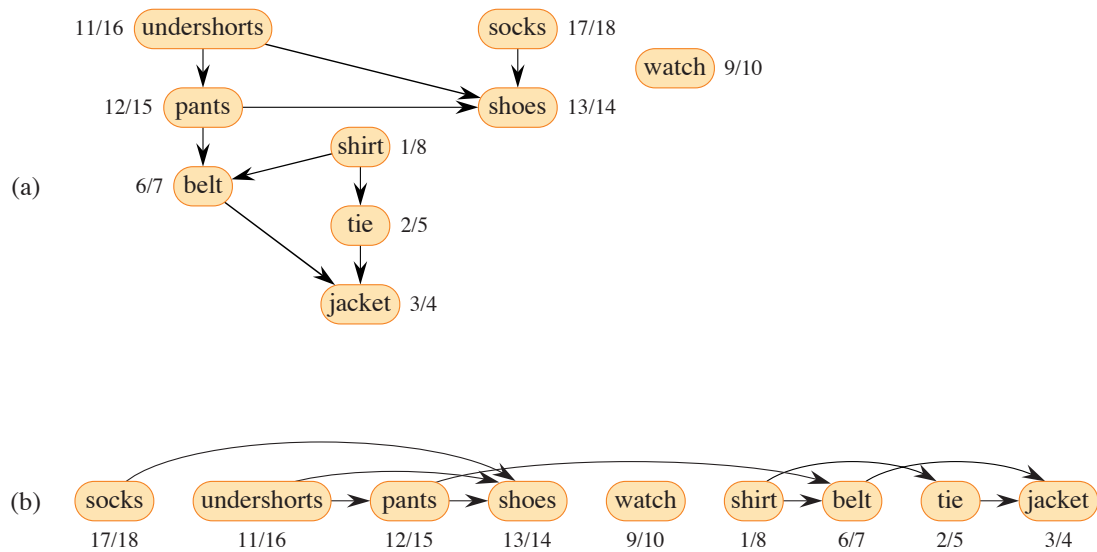 11/16 undershorts socks 17/18
watch 9/10
12/15 pants shoes 13/14
shirt 1/8
(a) 6/7 belt
tie 2/5
jacket 3/4
(b) socks undershorts pants shoes watch shirt belt tie jacket
17/18 11/16 12/15 13/14 9/10 1/8 6/7 2/5 3/4